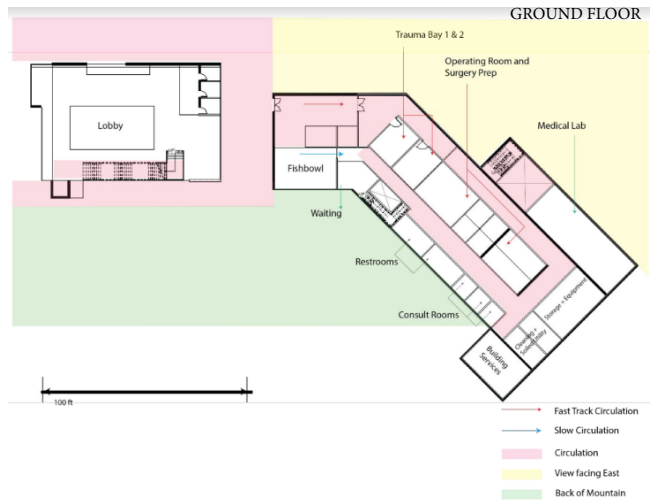 GROUND FLOOR
Trauma Bay 1 & 2
Operating Room and
Surgery Prep
Medical Lab
Lobby
Fishbowl
Waiting
Restrooms
Consult Rooms
Storage + Equipment
Cleaning +
Soiled Utility
Building
Services
100 ft
Fast Track Circulation
Slow Circulation
Circulation
View facing East
Back of Mountain